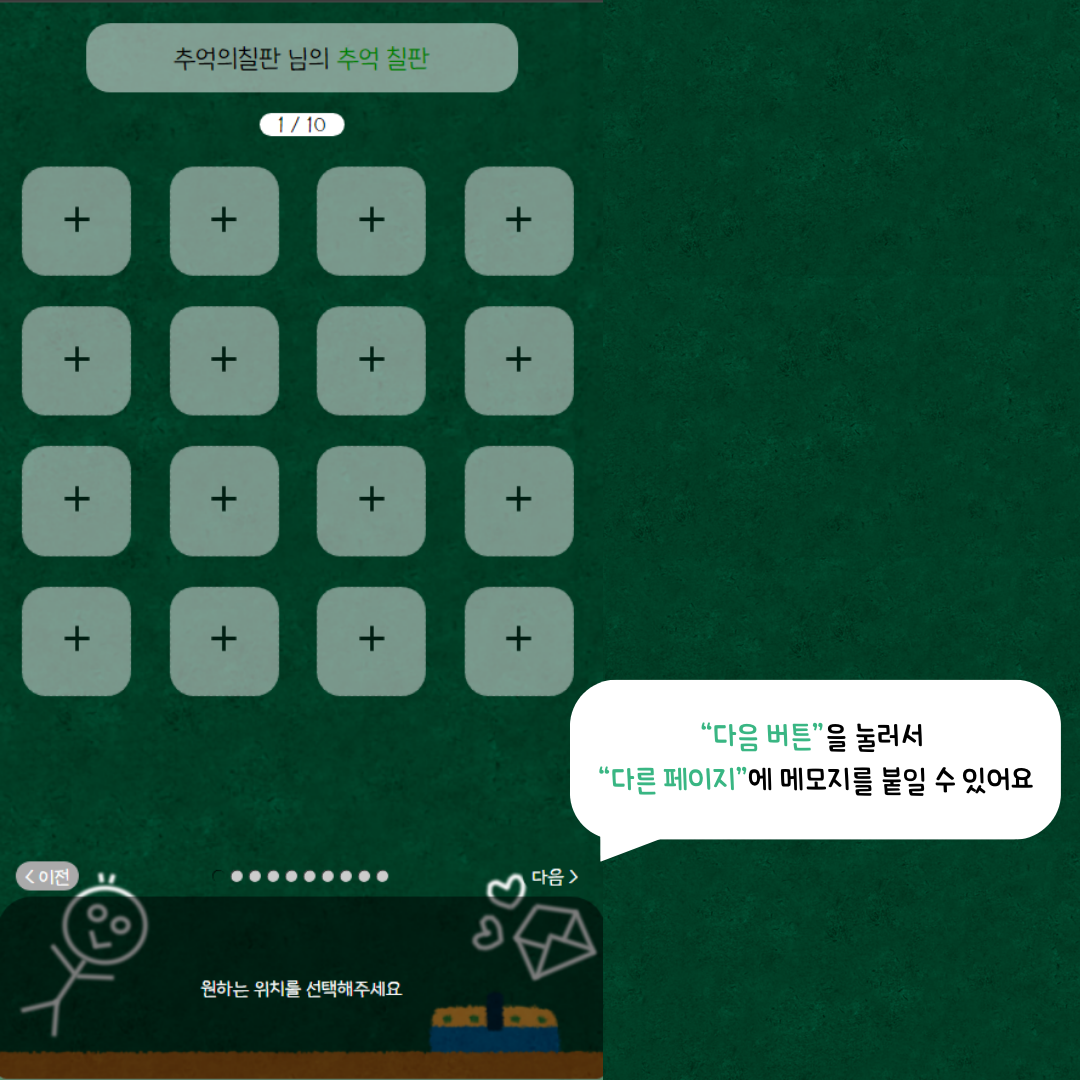 추억의칠판 님의 추억 칠판
1 / 10
+ + + +
+ + + +
+ + + +
+ + + +
“다음 버튼”을 눌러서
“다른 페이지”에 메모지를 붙일 수 있어요
< 이전
다음 >
원하는 위치를 선택해주세요